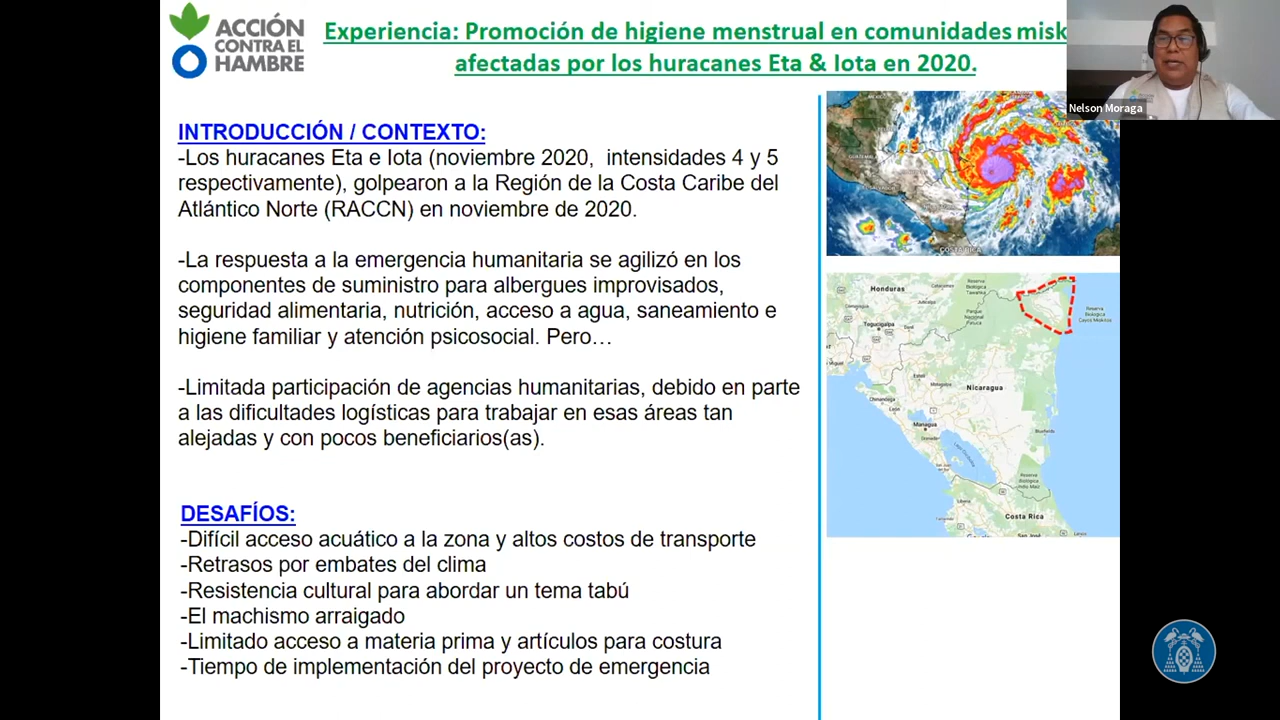 ACCIÓN
CONTRA EL
HAMBRE
Experiencia: Promoción de higiene menstrual en comunidades misk
afectadas por los huracanes Eta & Iota en 2020.
Nelson Moraga
INTRODUCCIÓN / CONTEXTO:
-Los huracanes Eta e Iota (noviembre 2020, intensidades 4 y 5
respectivamente), golpearon a la Región de la Costa Caribe del
Atlántico Norte (RACCN) en noviembre de 2020.
-La respuesta a la emergencia humanitaria se agilizó en los
componentes de suministro para albergues improvisados,
seguridad alimentaria, nutrición, acceso a agua, saneamiento e
higiene familiar y atención psicosocial. Pero…
-Limitada participación de agencias humanitarias, debido en parte
a las dificultades logísticas para trabajar en esas áreas tan
alejadas y con pocos beneficiarios(as).
DESAFÍOS:
-Difícil acceso acuático a la zona y altos costos de transporte
-Retrasos por embates del clima
-Resistencia cultural para abordar un tema tabú
-El machismo arraigado
-Limitado acceso a materia prima y artículos para costura
-Tiempo de implementación del proyecto de emergencia
COSTA RICA
Honduras
Tegucigalpa
Nicaragua
Managua
Bluefields
Costa Rica
San José